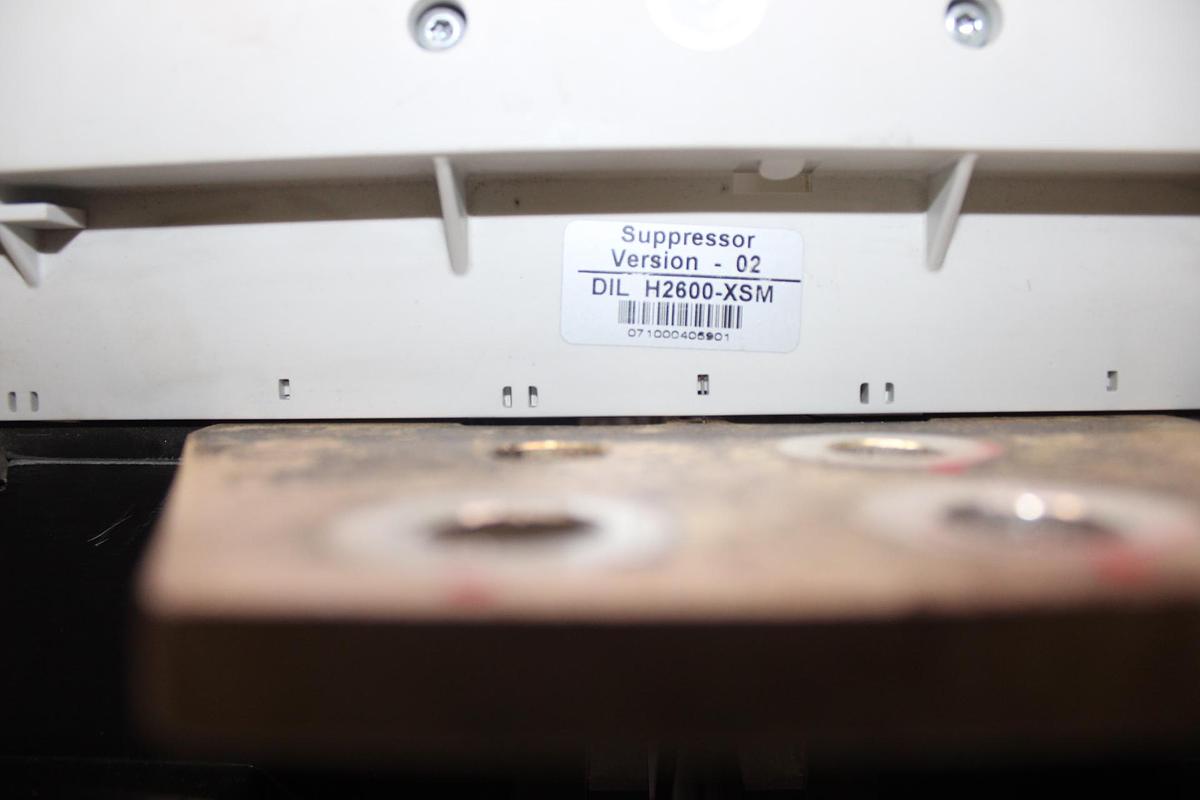 Suppressor
Version - 02
DIL H2600-XSM
071000405901